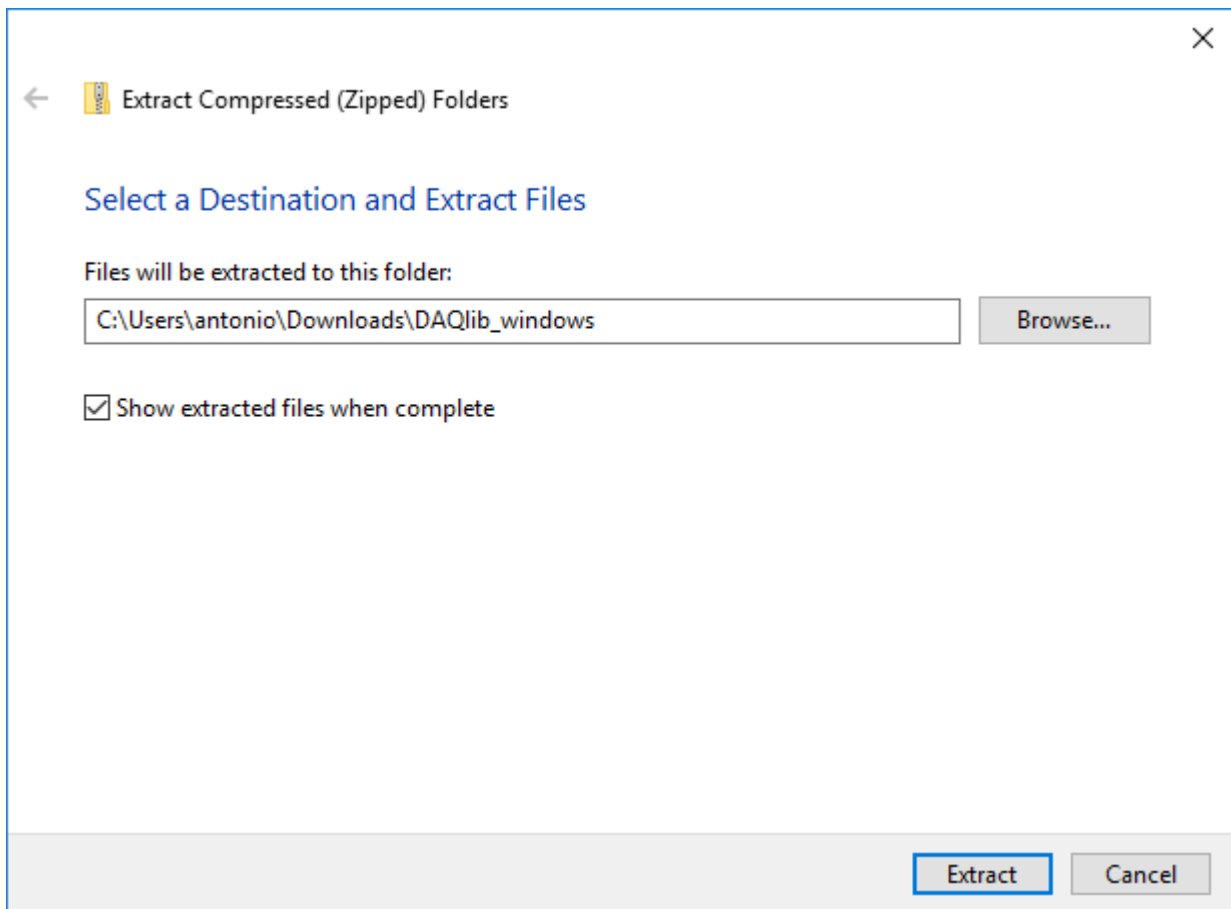 Extract Compressed (Zipped) Folders
Select a Destination and Extract Files
Files will be extracted to this folder:
C:\Users\antonio\Downloads\DAQlib_windows
Browse...
Show extracted files when complete
Extract
Cancel